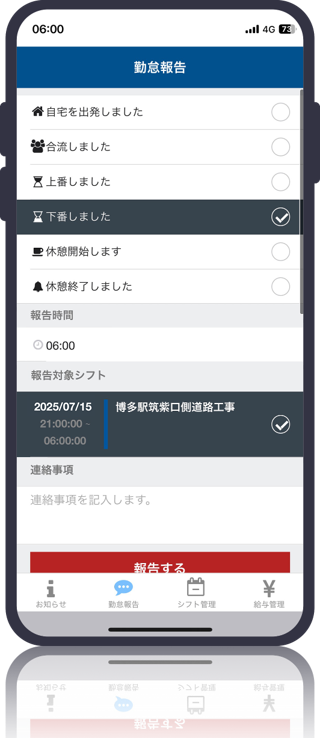 06:00
4G 73
勤怠報告
自宅を出発しました
合流しました
上番しました
下番しました
休憩開始します
休憩終了しました
報告時間
06:00
報告対象シフト
2025/07/15 博多駅筑紫口側道路工事
21:00:00 ~
06:00:00
連絡事項
連絡事項を記入します。
報告する
お知らせ 勤怠報告 シフト管理 給与管理